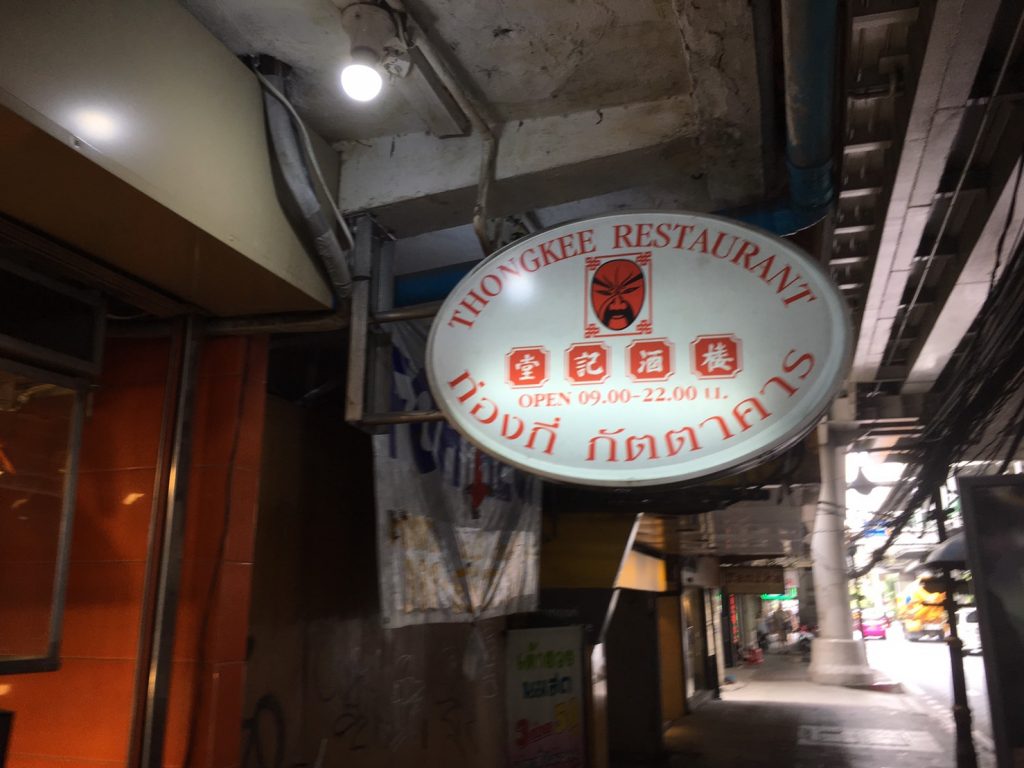 THONGKEE RESTAURANT
堂記酒楼
OPEN 09.00-22.00 น.
ท่องกี่ ภัตตาคาร